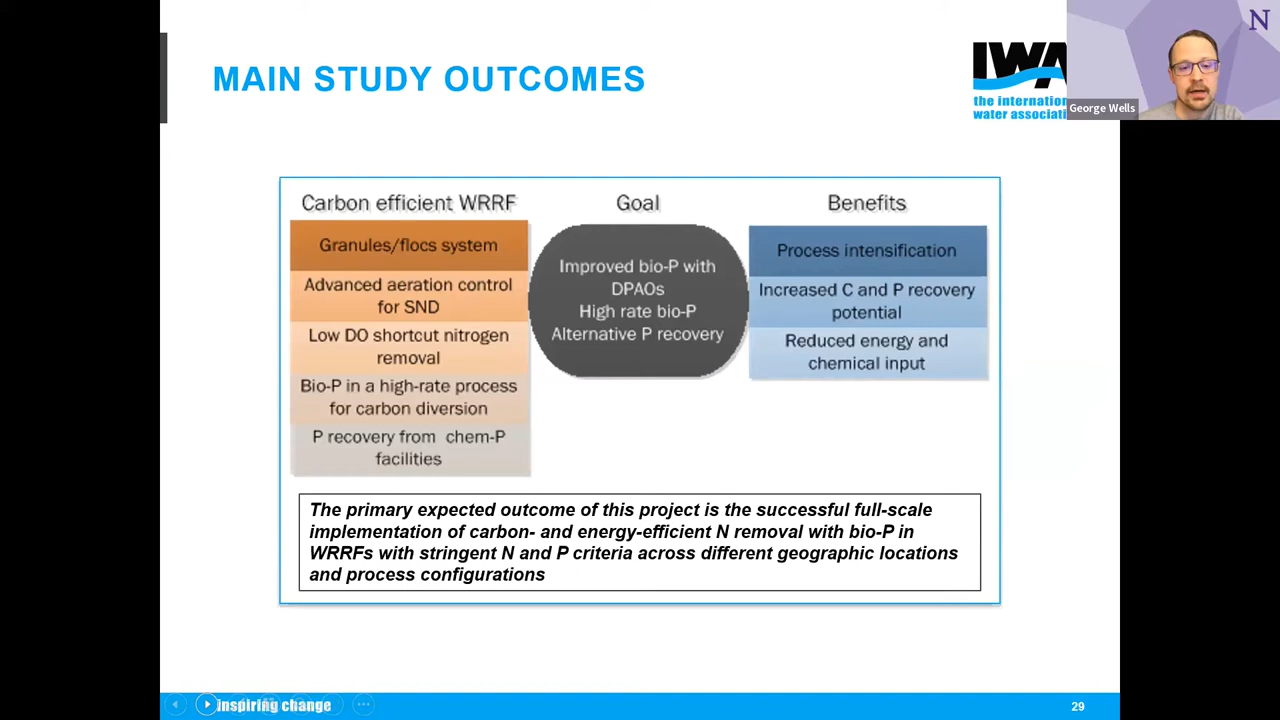 MAIN STUDY OUTCOMES
IWA
the internation
water associati
N
George Wells
Carbon efficient WRRF
Granules/flocs system
Advanced aeration control
for SND
Low DO shortcut nitrogen
removal
Bio-P in a high-rate process
for carbon diversion
P recovery from chem-P
facilities
Goal
Improved bio-P with
DPAOs
High rate bio-P
Alternative P recovery
Benefits
Process intensification
Increased C and P recovery
potential
Reduced energy and
chemical input
The primary expected outcome of this project is the successful full-scale
implementation of carbon- and energy-efficient N removal with bio-P in
WRRFs with stringent N and P criteria across different geographic locations
and process configurations
inspiring change
29